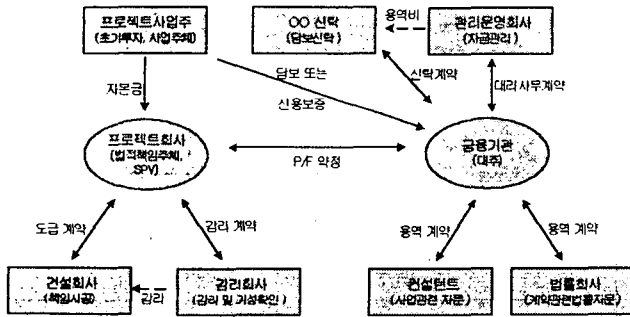 프로젝트사업주
(초기투자, 사업주체)
OO 신탁
(담보신탁)
용역비
관리운영회사
(자금관리)
자본금
담보 또는
신용보증
신탁계약
대리사무계약
프로젝트회사
(법적책임주체,
SPV)
P/F 약정
금융기관
(대주)
도급 계약
감리 계약
용역 계약
용역 계약
건설회사
(책임시공)
감리
감리회사
(감리 및 기성확인)
컨설턴트
(사업관련 자문)
법률회사
(계약관련법률자문)